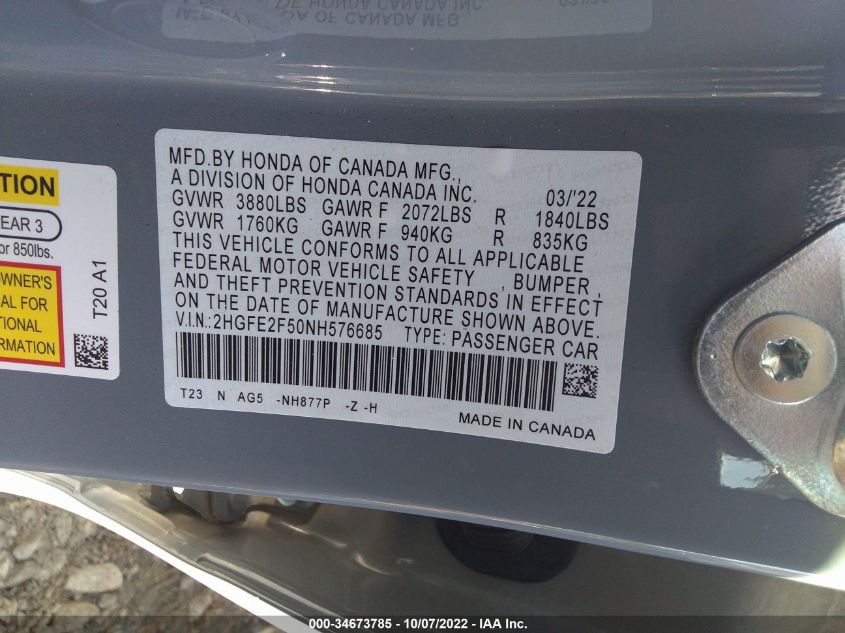 MFD.BY HONDA OF CANADA MFG.,
A DIVISION OF HONDA CANADA INC. 03/'22
GVWR 3880LBS GAWR F 2072LBS R 1840LBS
GVWR 1760KG GAWR F 940KG R 835KG
THIS VEHICLE CONFORMS TO ALL APPLICABLE
FEDERAL MOTOR VEHICLE SAFETY , BUMPER ,
AND THEFT PREVENTION STANDARDS IN EFFECT
ON THE DATE OF MANUFACTURE SHOWN ABOVE.
V.I.N.:2HGFE2F50NH576685 TYPE: PASSENGER CAR
T23 N AG5 -NH877P -Z -H
MADE IN CANADA
TION
EAR 3
or 850lbs.
OWNER'S
AL FOR
TIONAL
ORMATION
T20 A1
000-34673785 - 10/07/2022 - IAA Inc.